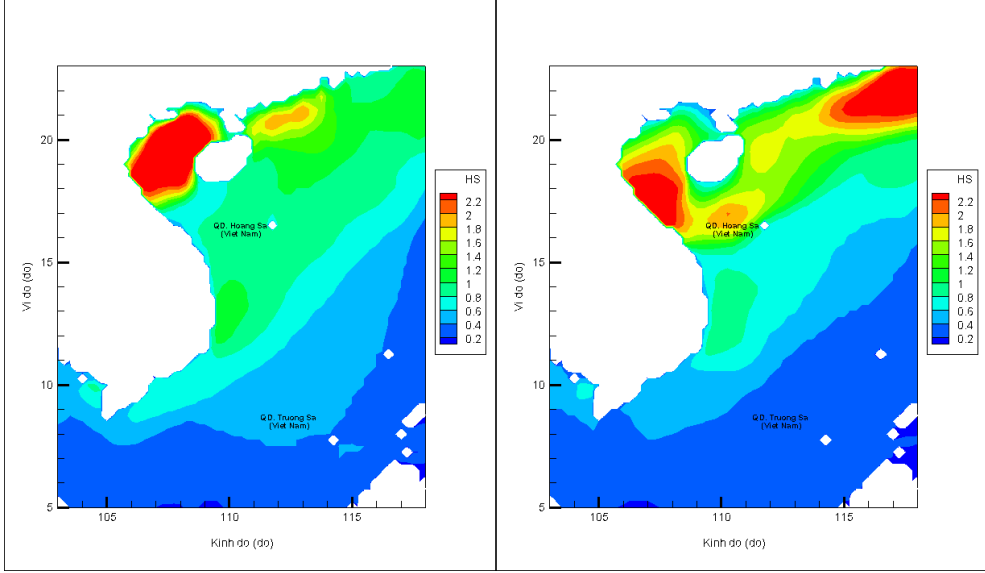 HS
2.2
2
1.8
1.6
1.4
1.2
1
0.8
0.6
0.4
0.2
20
15
10
5
Vi do (do)
QD. Hoang Sa
(Viet Nam)
QD. Truong Sa
(Viet Nam)
105
110
115
Kinh do (do)
HS
2.2
2
1.8
1.6
1.4
1.2
1
0.8
0.6
0.4
0.2
20
15
10
5
Vi do (do)
QD. Hoang Sa
(Viet Nam)
QD. Truong Sa
(Viet Nam)
105
110
115
Kinh do (do)